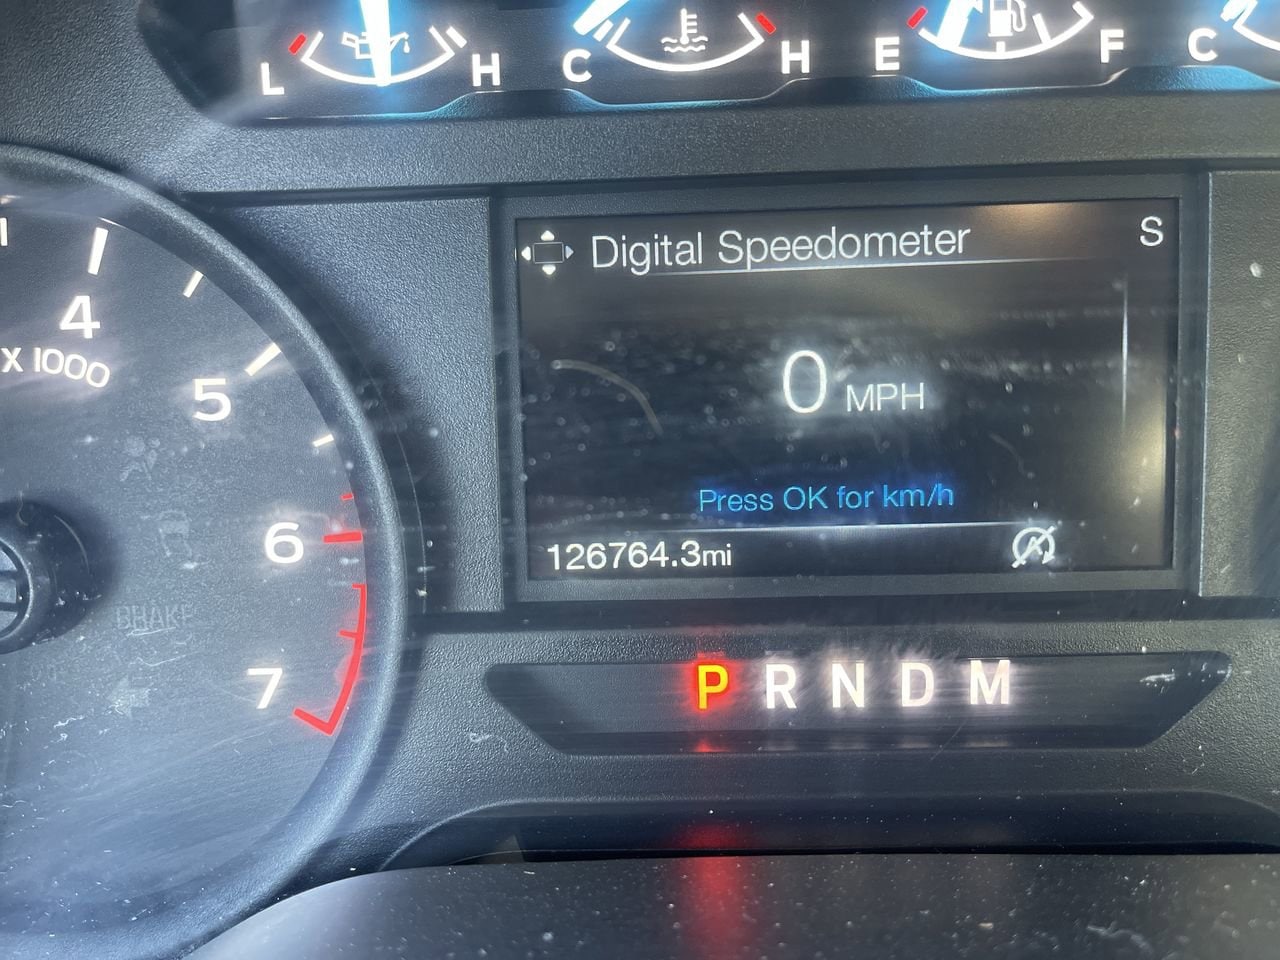 L H C H E F C
Digital Speedometer S
4
X 1000
5
0 MPH
Press OK for km/h
6
126764.3mi
BRAKE
7
P R N D M